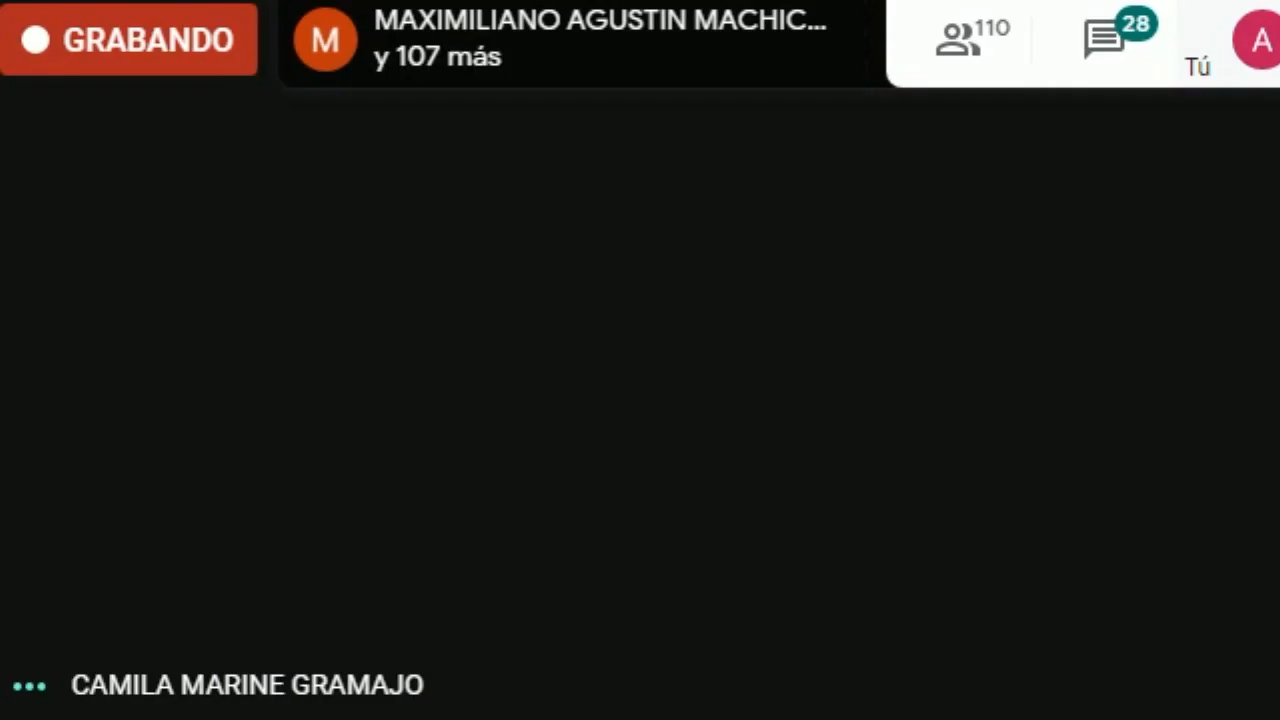 GRABANDO
M
MAXIMILIANO AGUSTIN MACHIC...
y 107 más
110
28
Tú
A
CAMILA MARINE GRAMAJO